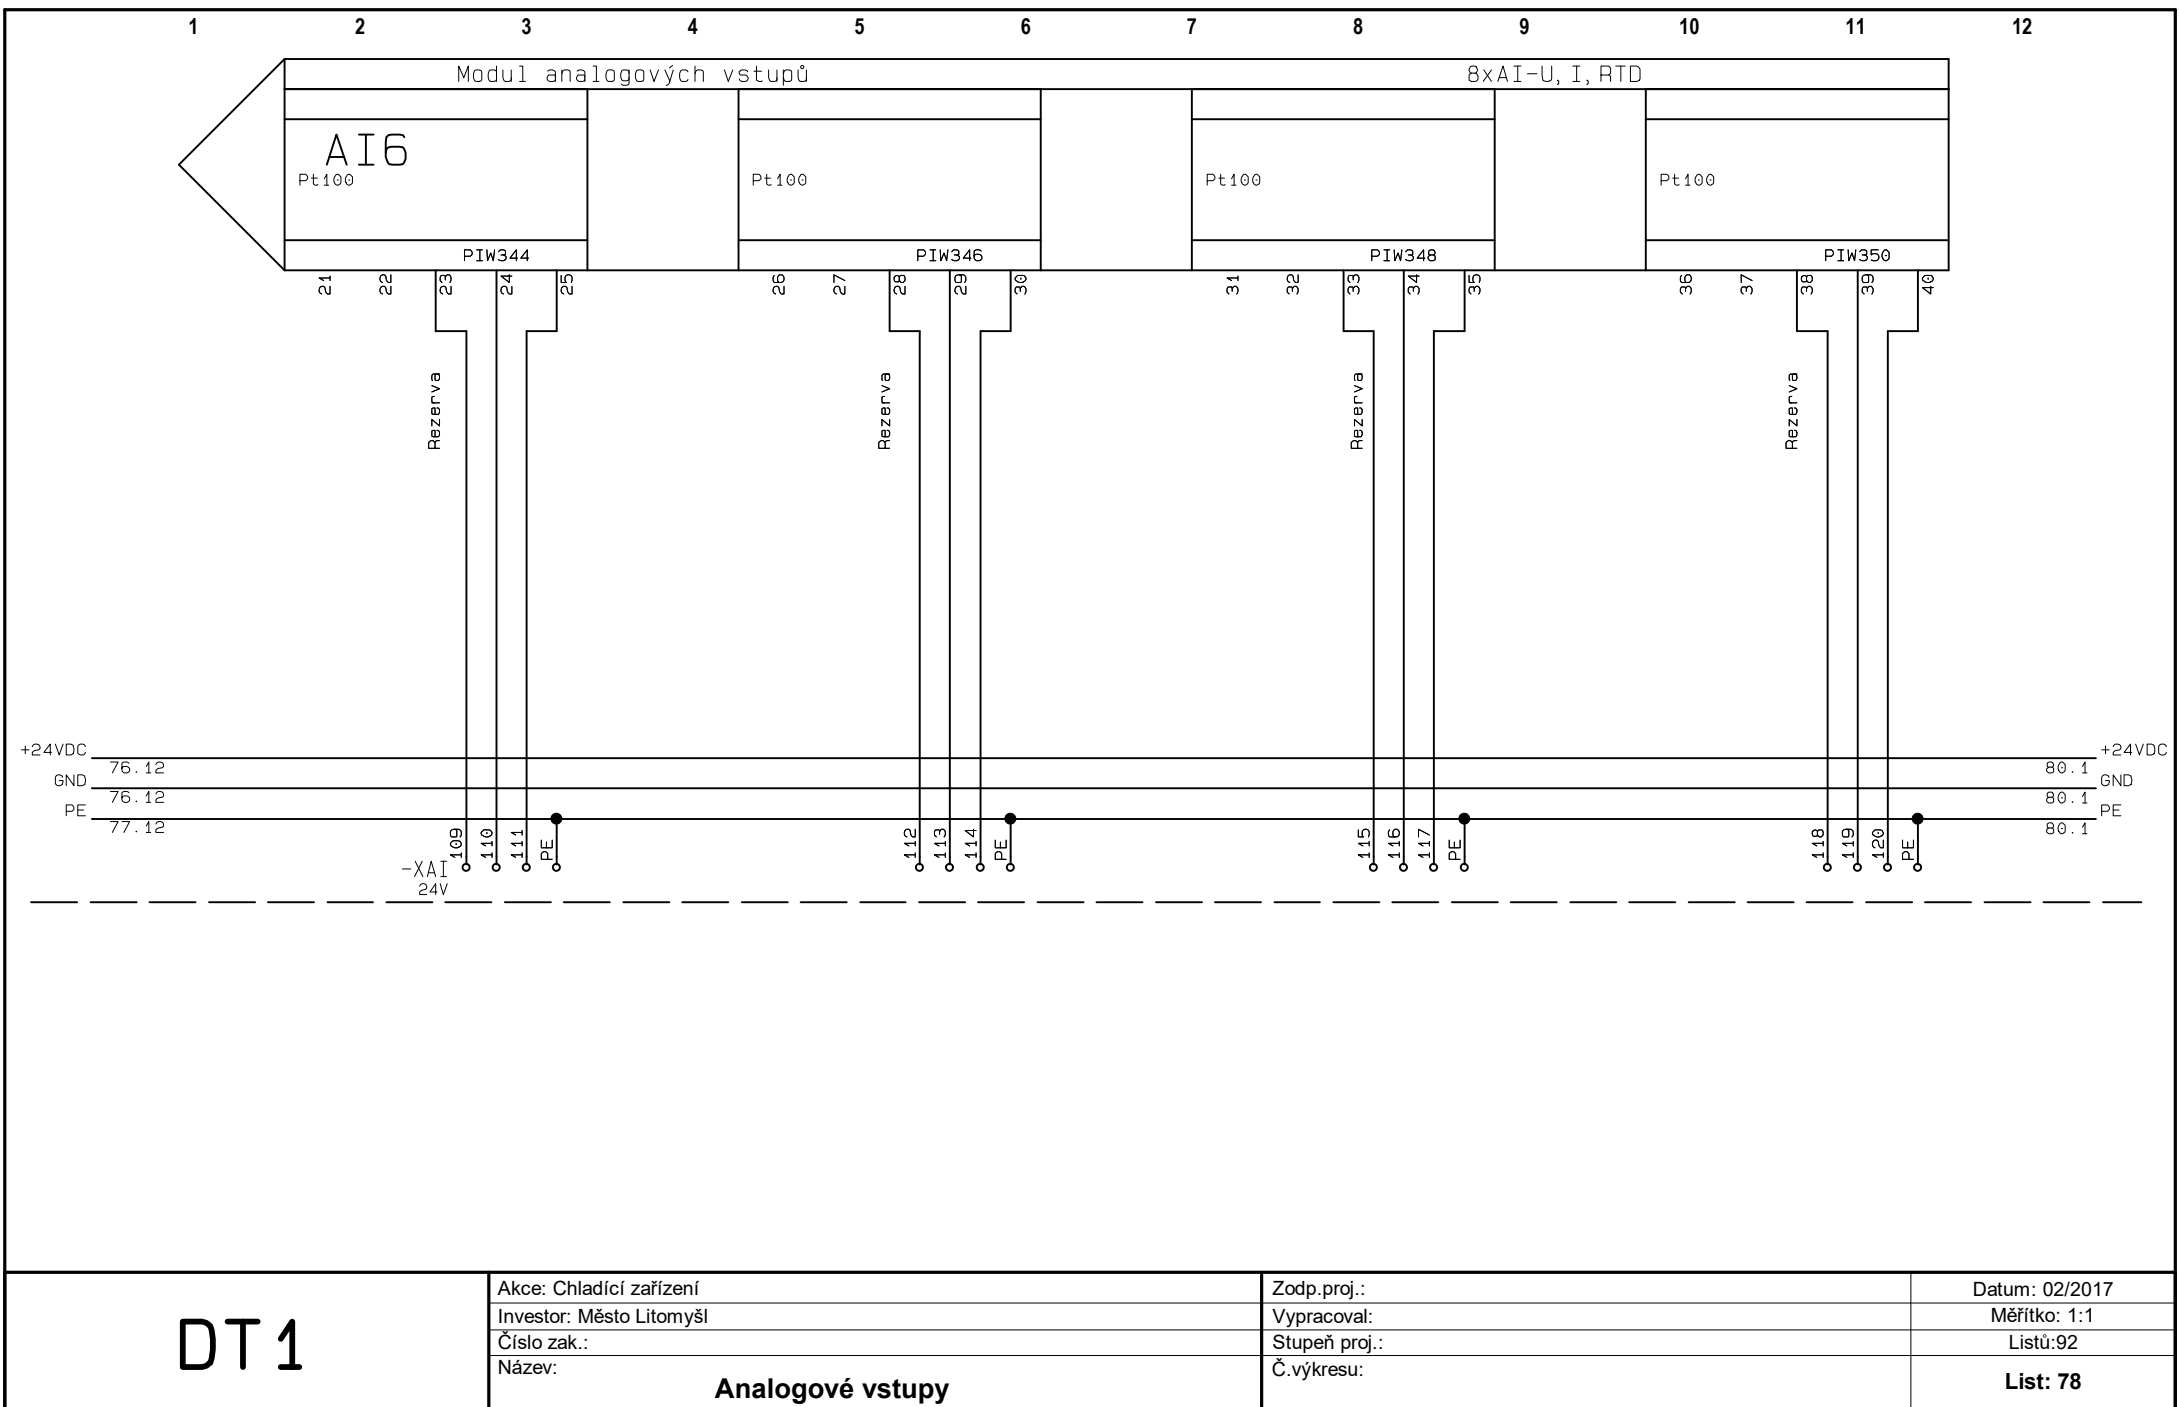 1 2 3 4 5 6 7 8 9 10 11 12
Modul analogových vstupů 8xAI-U, I, RTD
AI6
Pt100 Pt100 Pt100 Pt100
PIW344 PIW346 PIW348 PIW350
21 22 23 24 25 26 27 28 29 30 31 32 33 34 35 36 37 38 39 40
Rezerva Rezerva Rezerva Rezerva
+24VDC +24VDC
76.12 80.1
GND GND
76.12 80.1
PE PE
77.12 80.1
109 110 111 PE 112 113 114 PE 115 116 117 PE 118 119 120 PE
-XAI
24V
DT1
Akce: Chladící zařízení
Investor: Město Litomyšl
Číslo zak.:
Název:
Analogové vstupy
Zodp.proj.:
Vypracoval:
Stupeň proj.:
Č.výkresu:
Datum: 02/2017
Měřítko: 1:1
Listů:92
List: 78